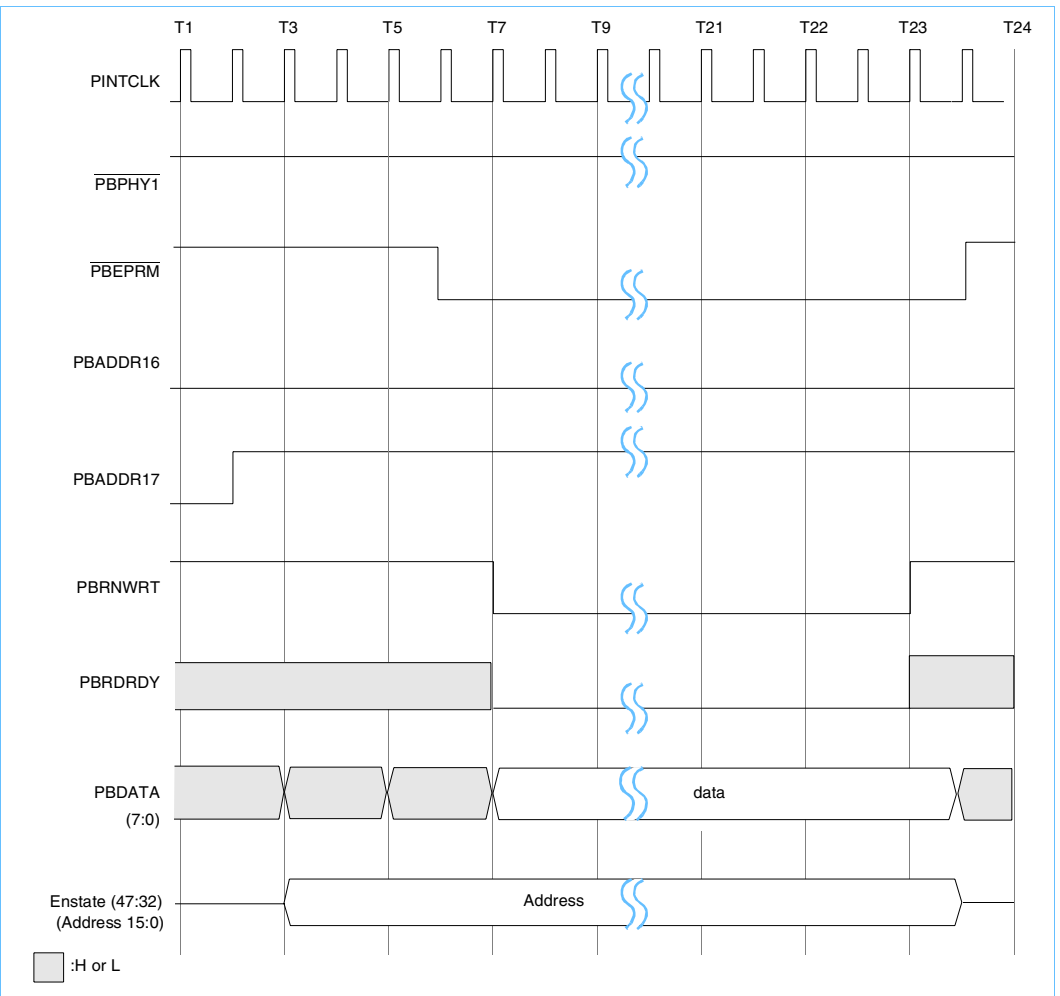 T1 T3 T5 T7 T9 T21 T22 T23 T24
PINTCLK
PBPHY1
PBEPRM
PBADDR16
PBADDR17
PBRNWRT
PBRDRDY
PBDATA
(7:0)
data
Enstate (47:32)
(Address 15:0)
Address
:H or L